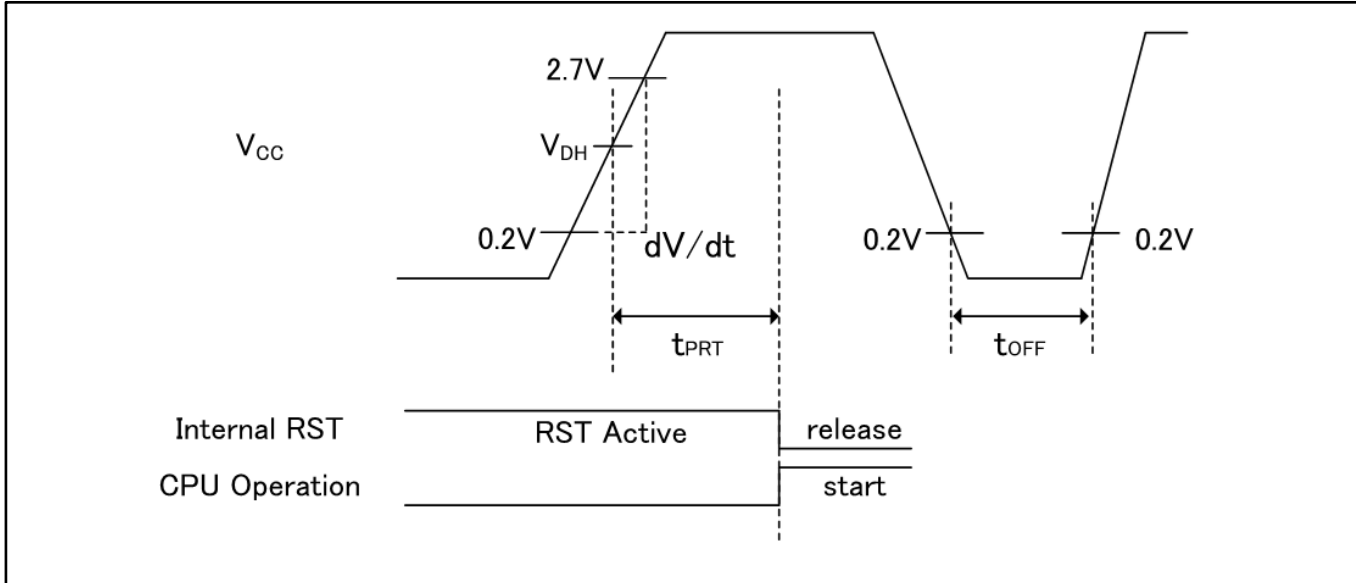 2.7V
VCC
VDH
0.2V
dV/dt
0.2V
0.2V
tPRT
tOFF
Internal RST
RST Active
release
CPU Operation
start